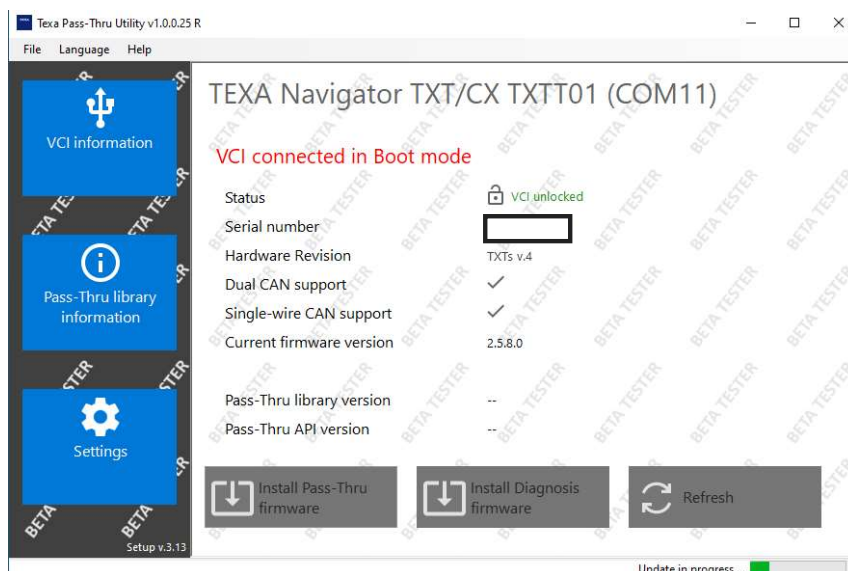 TEXA
Texa Pass-Thru Utility v1.0.0.25 R
File Language Help
VCI information
Pass-Thru library
information
Settings
Setup v.3.13
TEXA Navigator TXT/CX TXTT01 (COM11)
VCI connected in Boot mode
Status VCI unlocked
Serial number
Hardware Revision TXTs v.4
Dual CAN support
Single-wire CAN support
Current firmware version 2.5.8.0
Pass-Thru library version --
Pass-Thru API version --
Install Pass-Thru
firmware
Install Diagnosis
firmware
Refresh
Update in progress
BETA TESTER